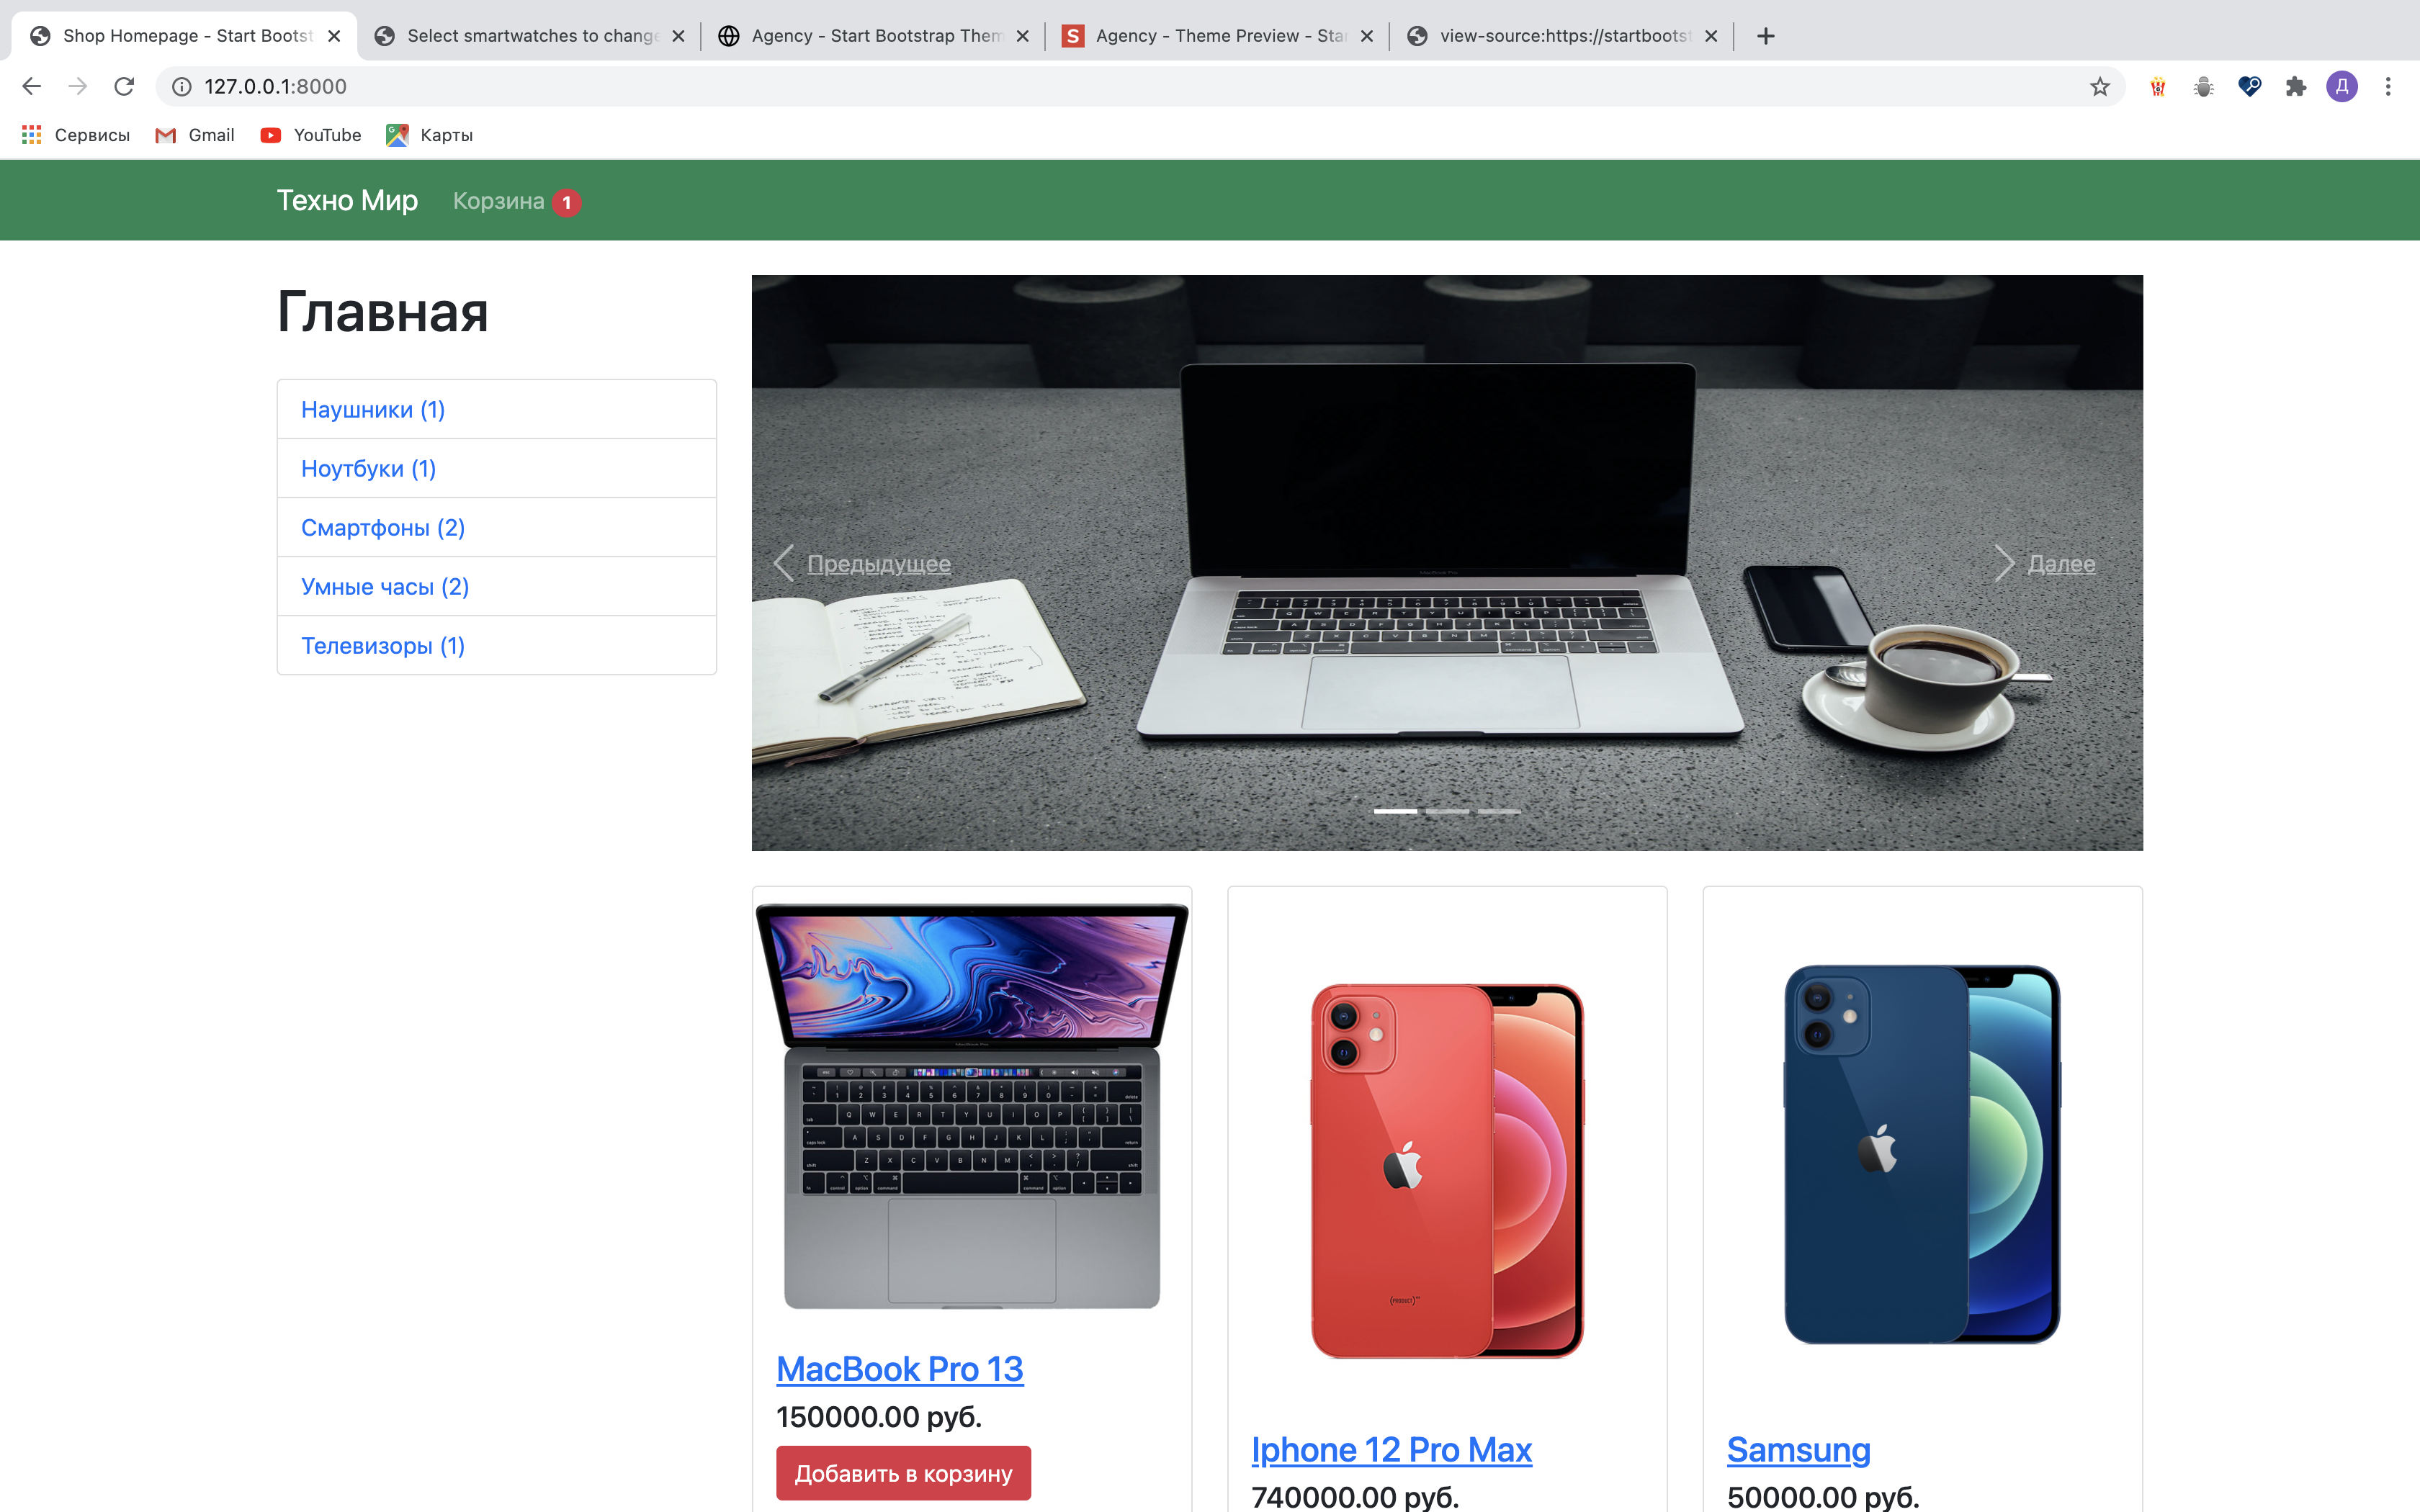 Shop Homepage - Start Bootst
Select smartwatches to change
Agency - Start Bootstrap Them
Agency - Theme Preview - Star
view-source:https://startbootst
127.0.0.1:8000
Д
Сервисы
Gmail
YouTube
Карты
Техно Мир
Корзина 1
Главная
Наушники (1)
Ноутбуки (1)
Смартфоны (2)
Умные часы (2)
Телевизоры (1)
Предыдущее
Далее
MacBook Pro 13
150000.00 руб.
Добавить в корзину
Iphone 12 Pro Max
740000.00 руб.
Samsung
50000.00 руб.